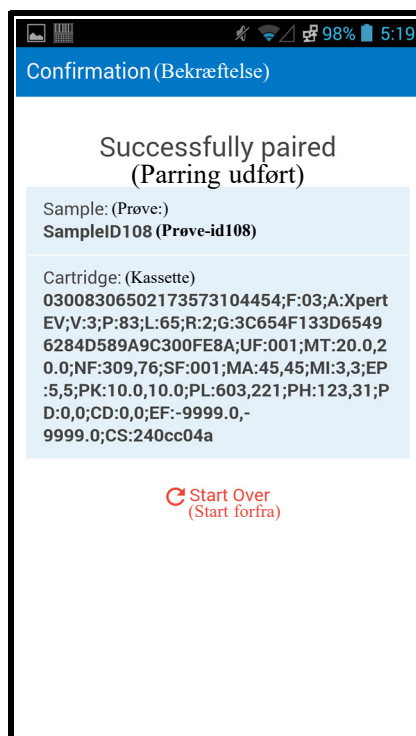 98% 5:19
Confirmation (Bekræftelse)
Successfully paired
(Parring udført)
Sample: (Prøve:)
SampleID108 (Prøve-id108)
Cartridge: (Kassette)
03008306502173573104454;F:03;A:Xpert
EV;V:3;P:83;L:65;R:2;G:3C654F133D6549
6284D589A9C300FE8A;UF:001;MT:20.0,2
0.0;NF:309,76;SF:001;MA:45,45;MI:3,3;EP
:5,5;PK:10.0,10.0;PL:603,221;PH:123,31;P
D:0,0;CD:0,0;EF:-9999.0,-
9999.0;CS:240cc04a
Start Over
(Start forfra)